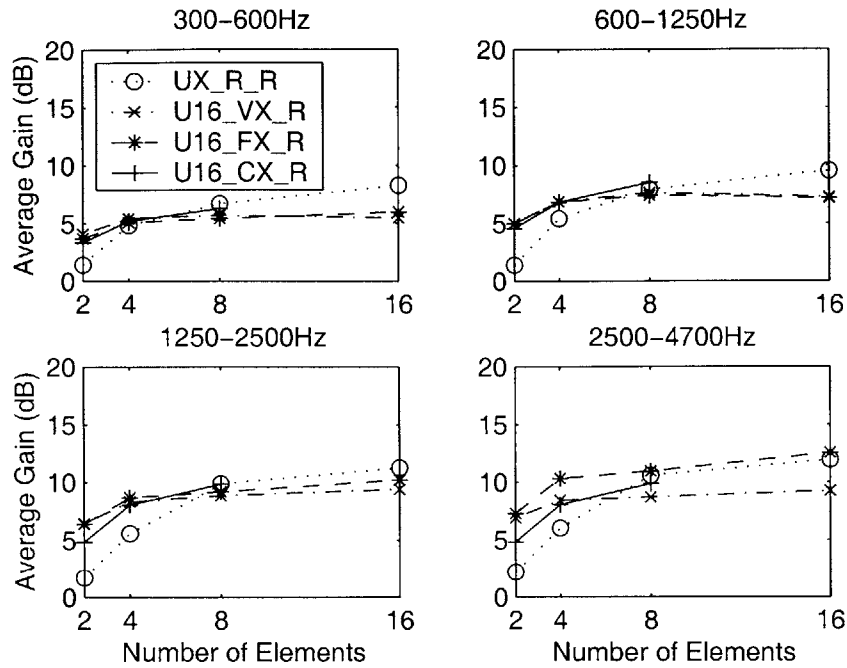 300-600Hz
Average Gain (dB)
20
15
10
5
0
UX_R_R
U16_VX_R
U16_FX_R
U16_CX_R
2 4 8 16
600-1250Hz
20
15
10
5
0
2 4 8 16
1250-2500Hz
Average Gain (dB)
20
15
10
5
0
2 4 8 16
Number of Elements
2500-4700Hz
20
15
10
5
0
2 4 8 16
Number of Elements